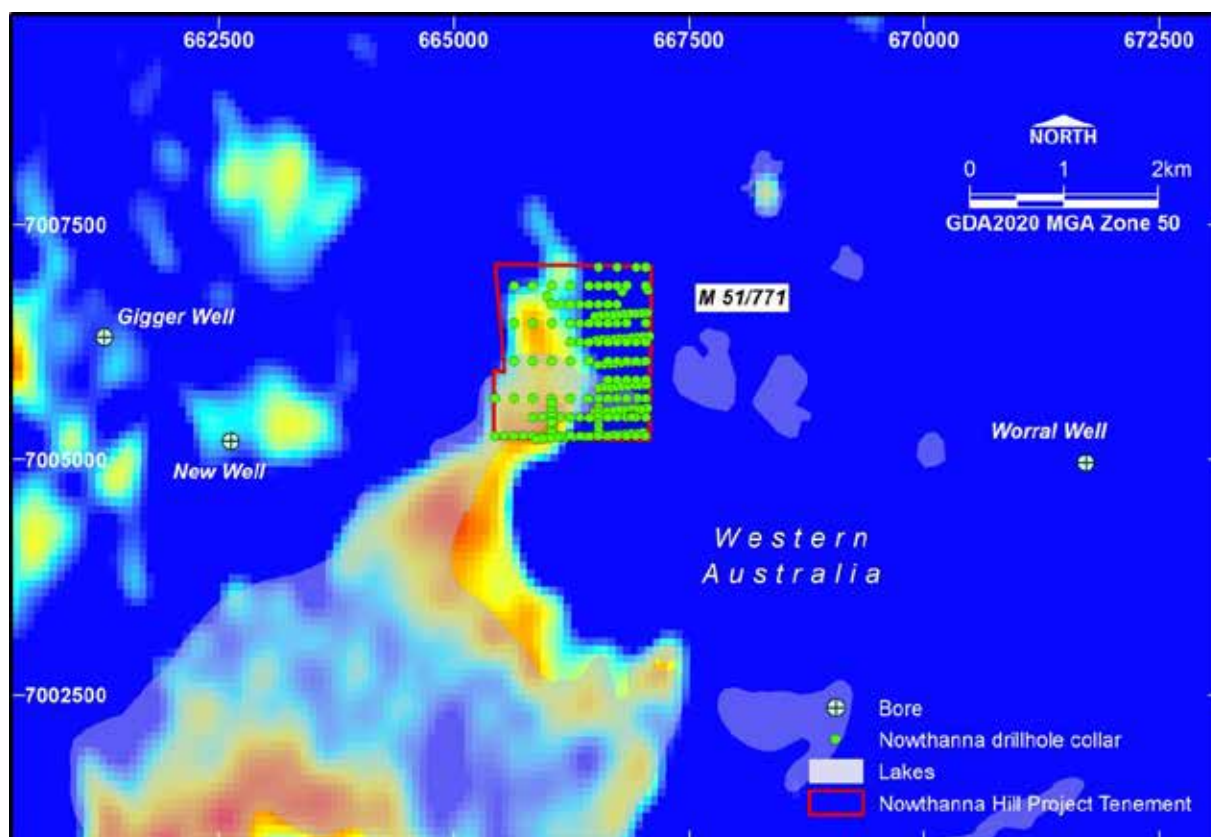 662500 665000 667500 670000 672500
NORTH
0 1 2km
GDA2020 MGA Zone 50
7007500
M 51/771
Gigger Well
New Well
Worral Well
7005000
Western
Australia
7002500
Bore
Nowthanna drillhole collar
Lakes
Nowthanna Hill Project Tenement